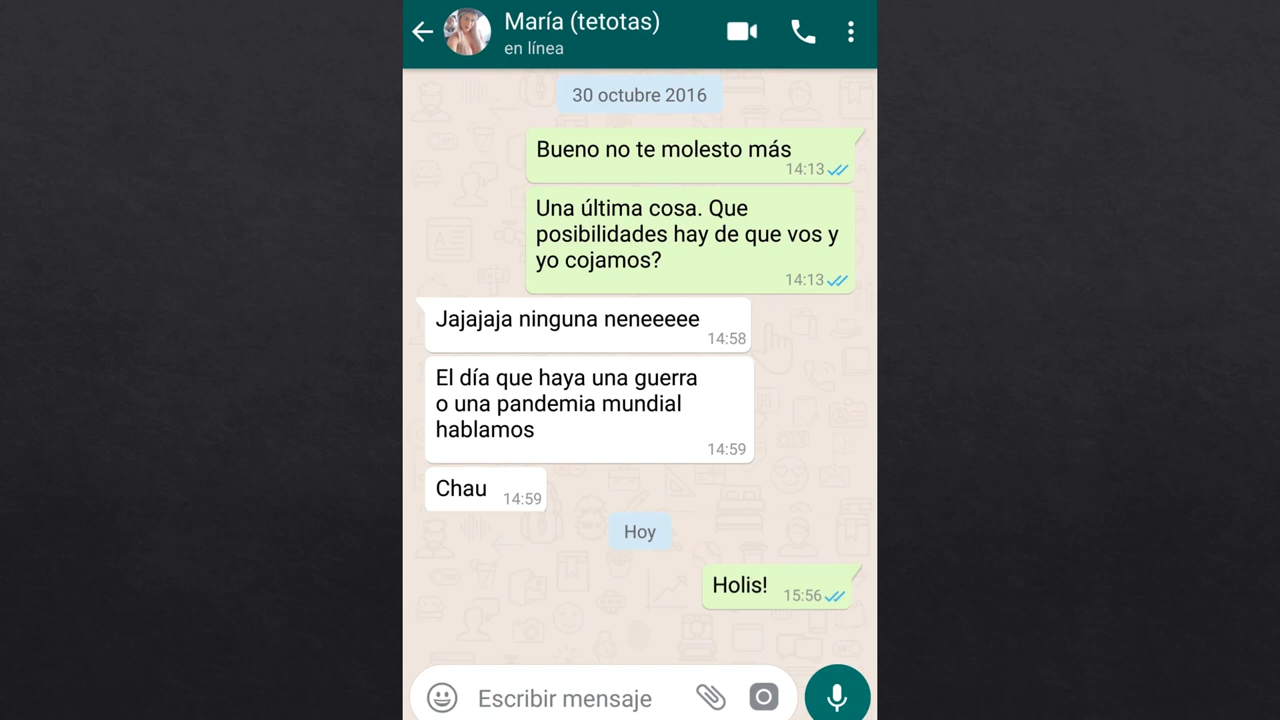 María (tetotas)
en línea
30 octubre 2016
Bueno no te molesto más
14:13
Una última cosa. Que
posibilidades hay de que vos y
yo cojamos?
14:13
Jajajaja ninguna neneeeee
14:58
El día que haya una guerra
o una pandemia mundial
hablamos
14:59
Chau 14:59
Hoy
Holis! 15:56
Escribir mensaje